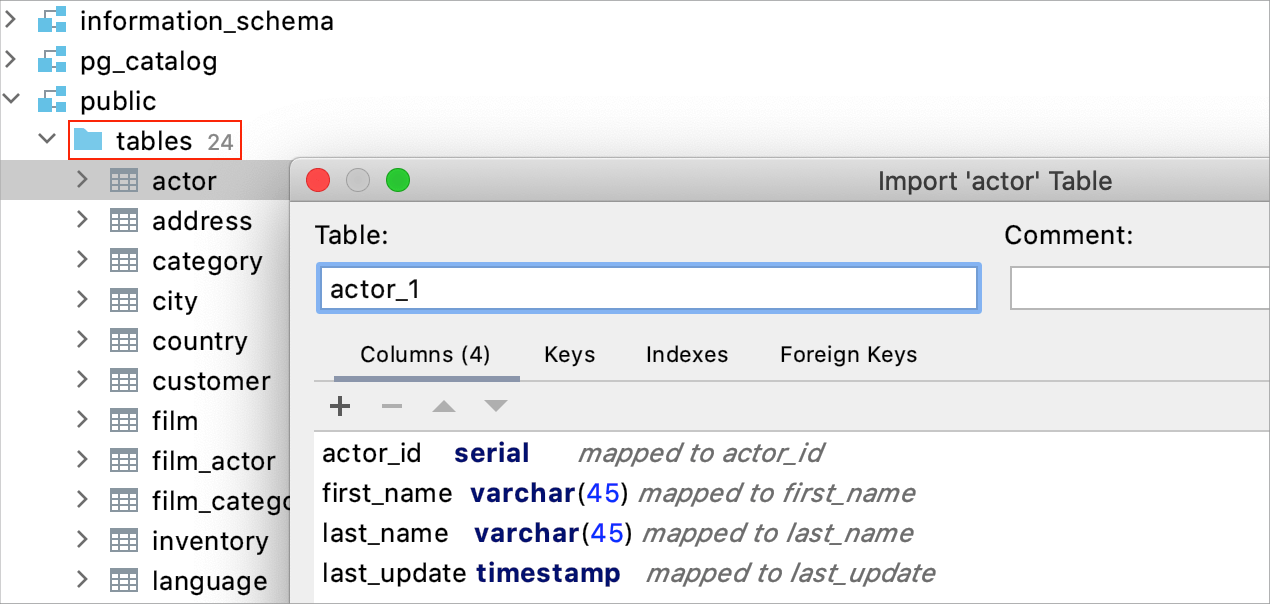 information_schema
pg_catalog
public
tables 24
actor
address
category
city
country
customer
film
film_actor
film_catego
inventory
language
Import 'actor' Table
Table:
Comment:
actor_1
Columns (4) Keys Indexes Foreign Keys
actor_id serial mapped to actor_id
first_name varchar(45) mapped to first_name
last_name varchar(45) mapped to last_name
last_update timestamp mapped to last_update